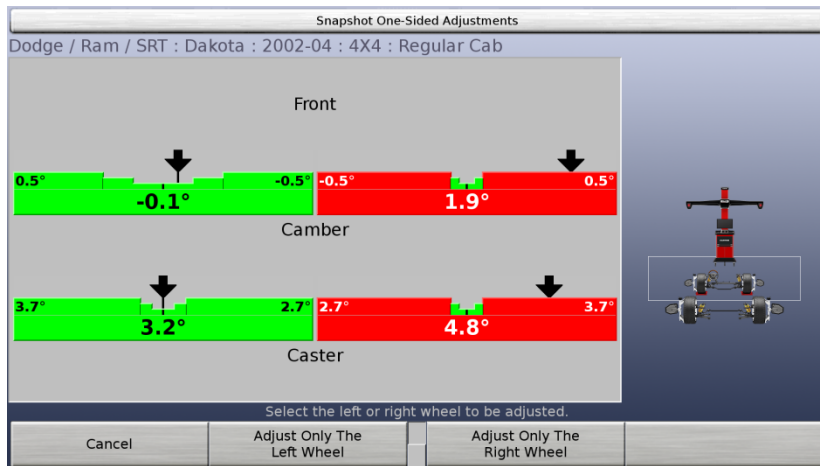 Snapshot One-Sided Adjustments
Dodge / Ram / SRT : Dakota : 2002-04 : 4X4 : Regular Cab
Front
0.5° -0.5° -0.5° 0.5°
-0.1° 1.9°
Camber
3.7° 2.7° 2.7° 3.7°
3.2° 4.8°
Caster
Select the left or right wheel to be adjusted.
Cancel
Adjust Only The
Left Wheel
Adjust Only The
Right Wheel